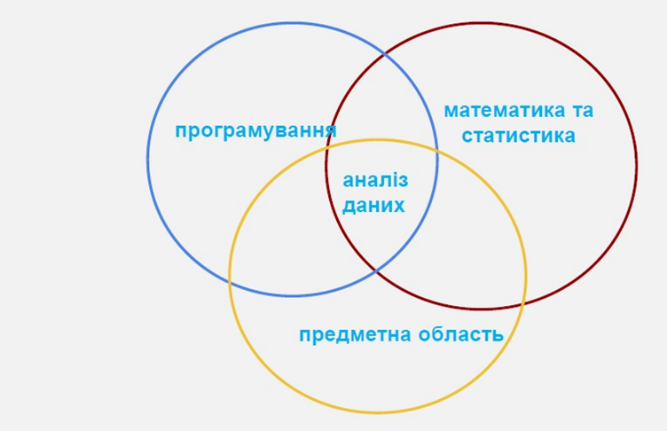 програмування
математика та
статистика
аналіз
даних
предметна область